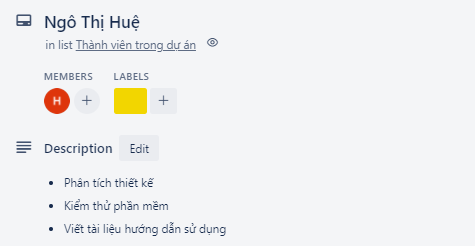 Ngô Thị Huệ
in list Thành viên trong dự án
MEMBERS LABELS
H + +
Description Edit
• Phân tích thiết kế
• Kiểm thử phần mềm
• Viết tài liệu hướng dẫn sử dụng